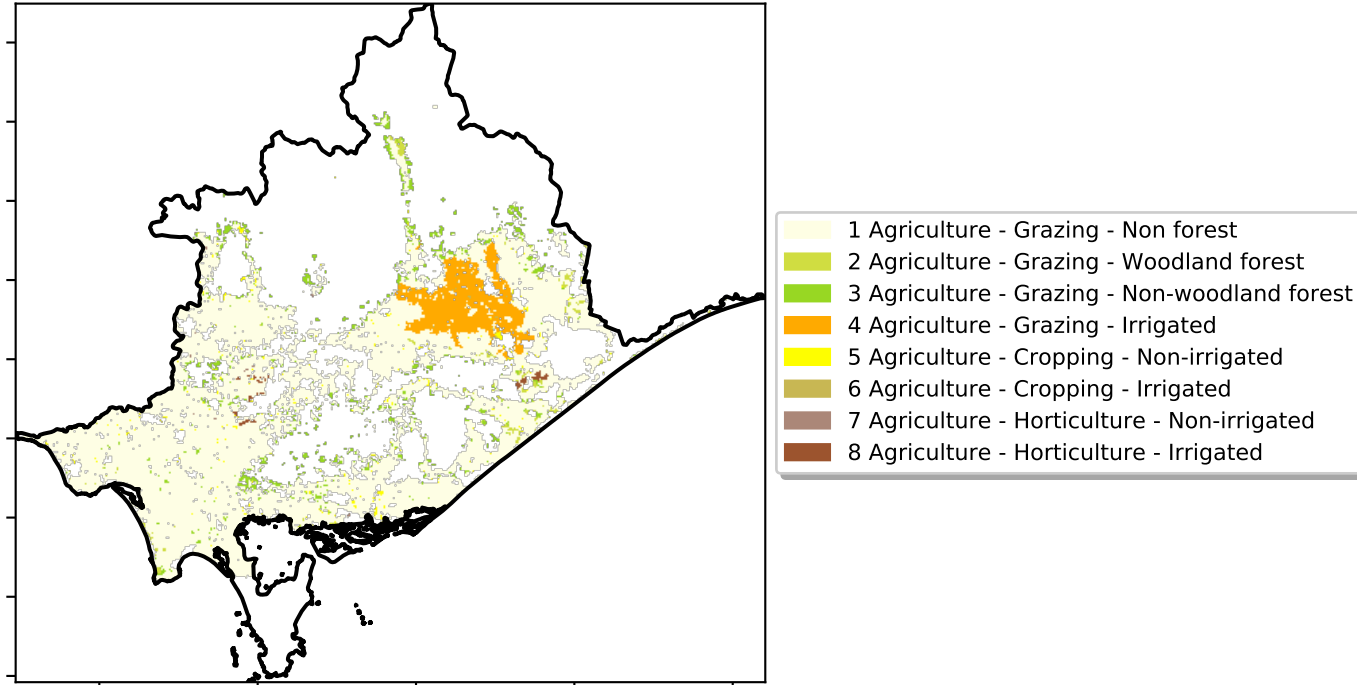 1 Agriculture - Grazing - Non forest
2 Agriculture - Grazing - Woodland forest
3 Agriculture - Grazing - Non-woodland forest
4 Agriculture - Grazing - Irrigated
5 Agriculture - Cropping - Non-irrigated
6 Agriculture - Cropping - Irrigated
7 Agriculture - Horticulture - Non-irrigated
8 Agriculture - Horticulture - Irrigated